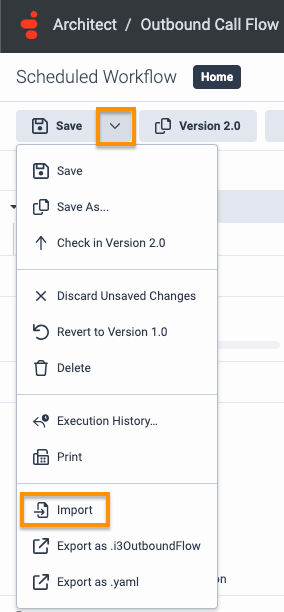 Architect / Outbound Call Flow
Scheduled Workflow Home
Save Version 2.0
Save
Save As...
Check in Version 2.0
Discard Unsaved Changes
Revert to Version 1.0
Delete
Execution History...
Print
Import
Export as .i3OutboundFlow
Export as .yaml